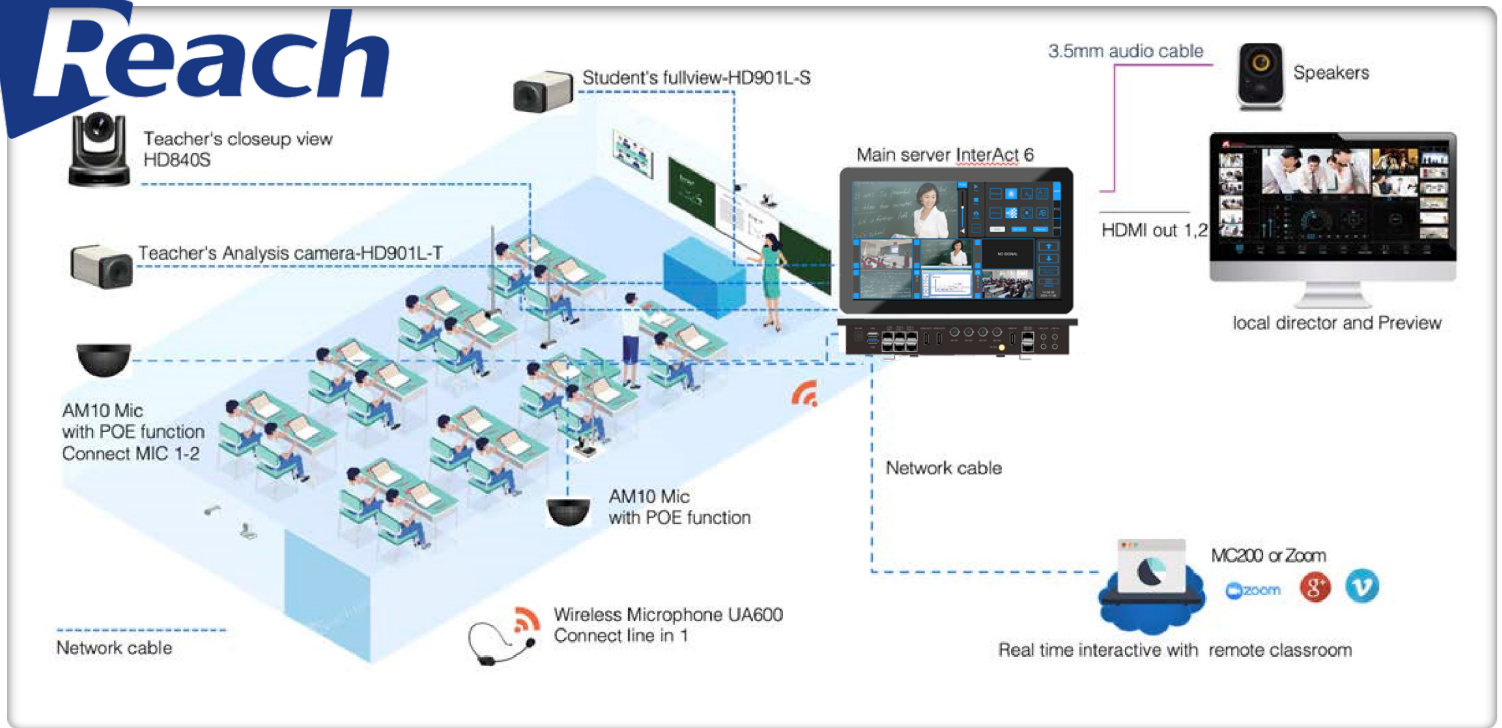 Reach
3.5mm audio cable
Speakers
Student's fullview-HD901L-S
Teacher's closeup view
HD840S
Main server InterAct 6
HDMI out 1,2
Teacher's Analysis camera-HD901L-T
local director and Preview
NO SIGNAL
AM10 Mic
with POE function
Connect MIC 1-2
Network cable
AM10 Mic
with POE function
MC200 or Zoom
zoom
g+
Wireless Microphone UA600
Connect line in 1
Network cable
Real time interactive with remote classroom